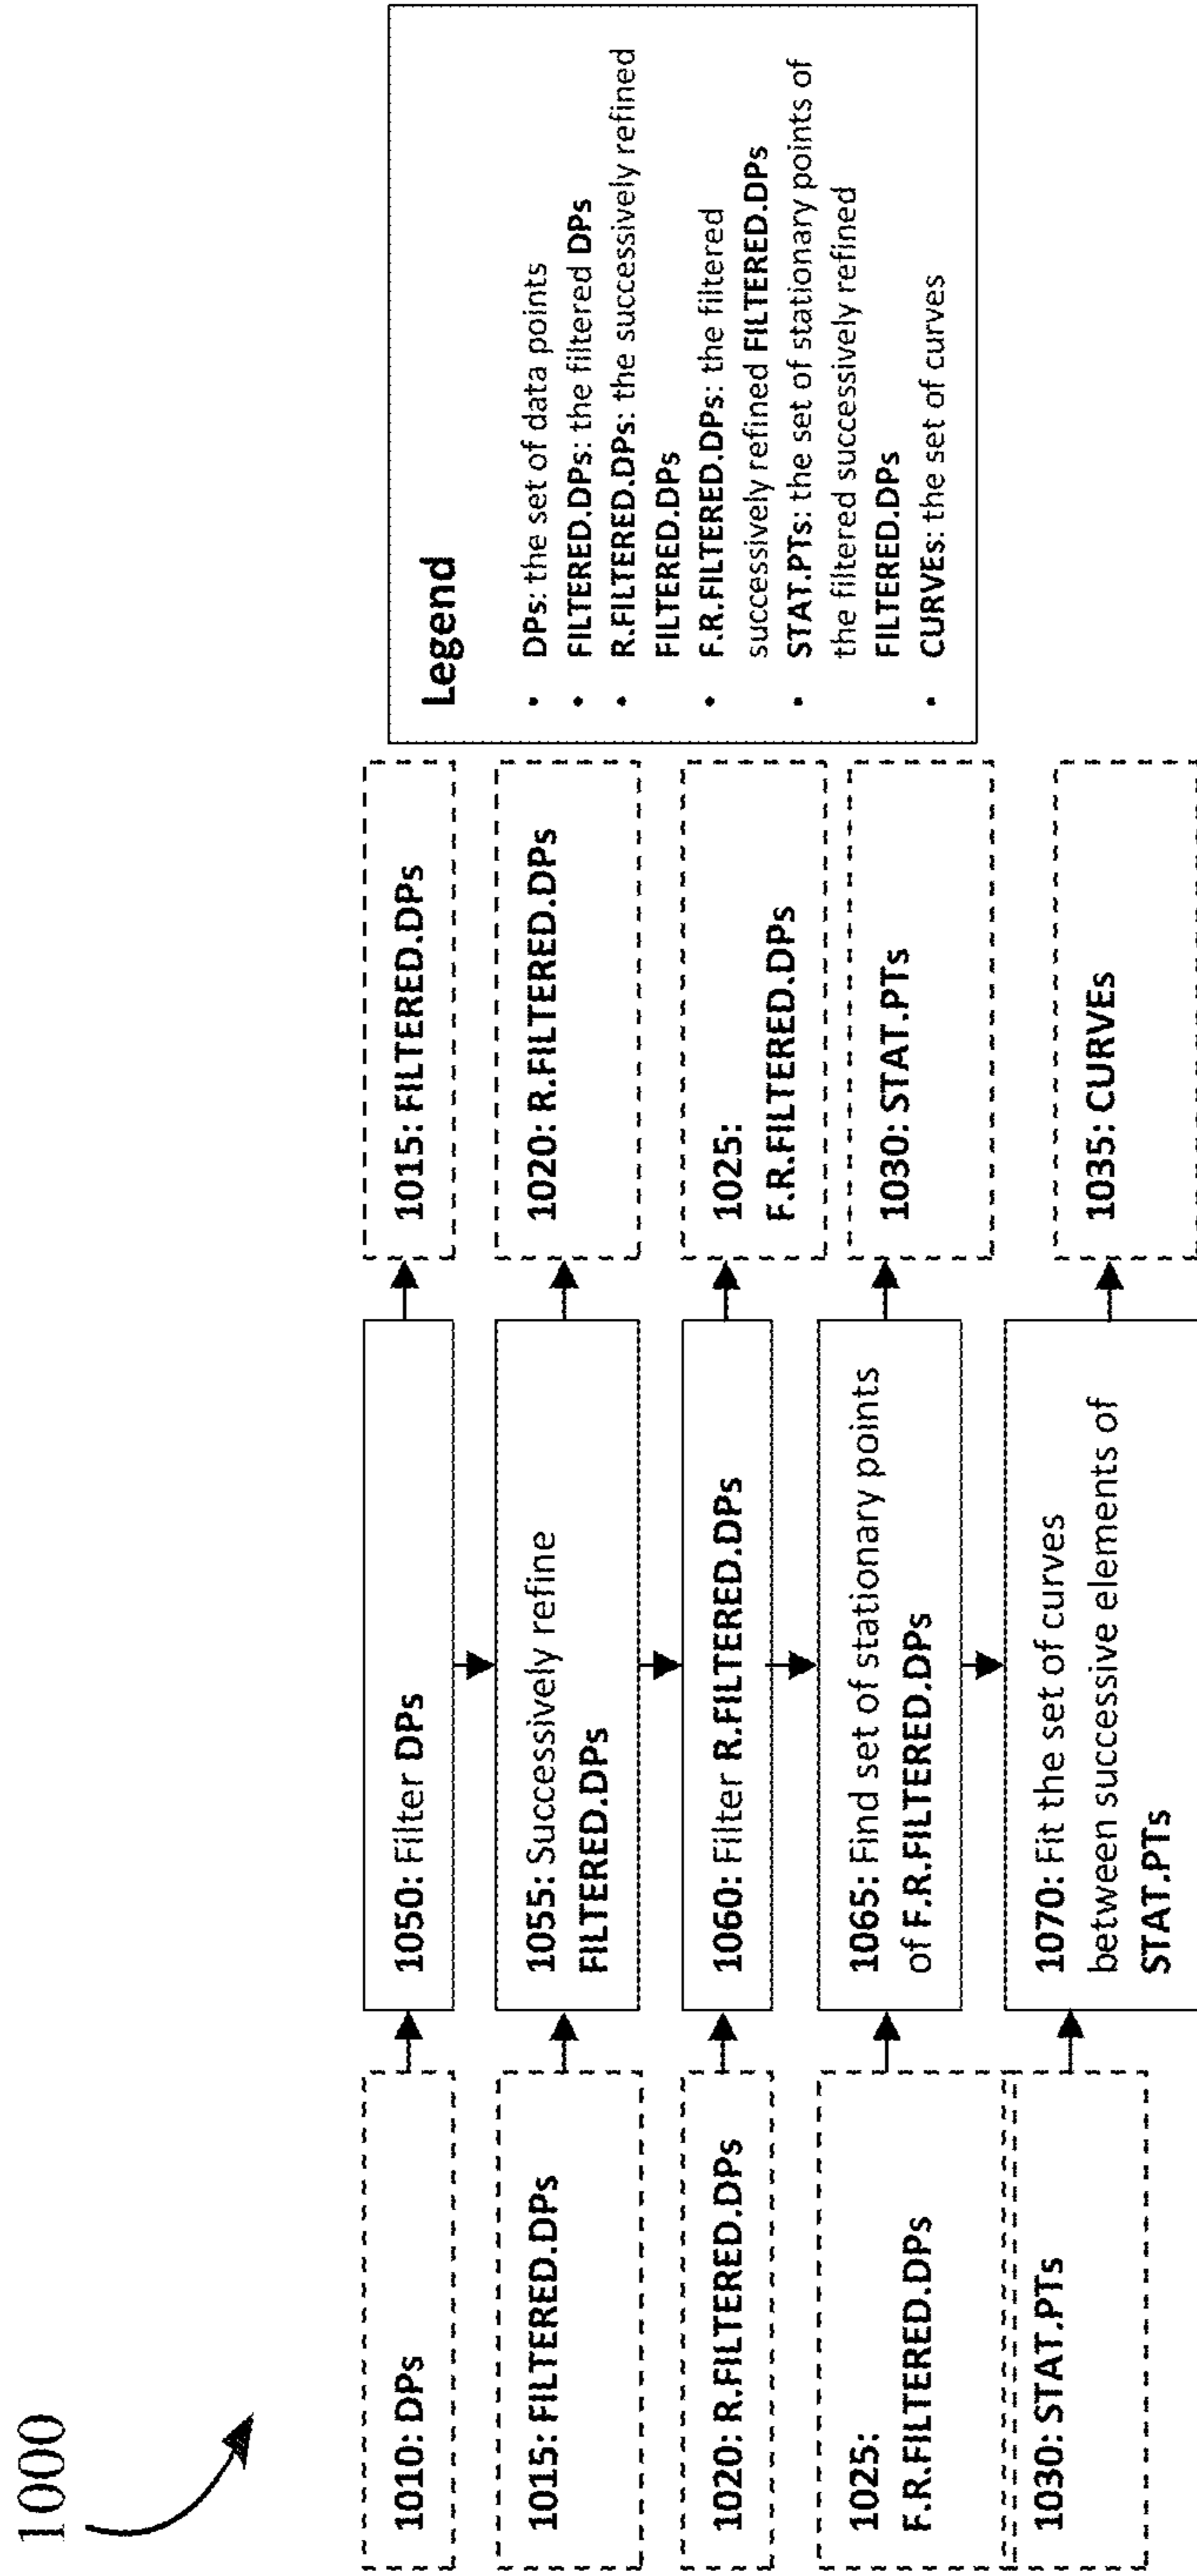 1000
1010: DPs
1050: Filter DPs
1015: FILTERED.DPs
1015: FILTERED.DPs
1055: Successively refine
FILTERED.DPs
1020: R.FILTERED.DPs
1020: R.FILTERED.DPs
1060: Filter R.FILTERED.DPs
1025:
F.R.FILTERED.DPs
1025:
F.R.FILTERED.DPs
1065: Find set of stationary points
of F.R.FILTERED.DPs
1030: STAT.PTs
1030: STAT.PTs
1070: Fit the set of curves
between successive elements of
STAT.PTs
1035: CURVEs
Legend
• DPs: the set of data points
• FILTERED.DPs: the filtered DPs
• R.FILTERED.DPs: the successively refined
FILTERED.DPs
• F.R.FILTERED.DPs: the filtered
successively refined FILTERED.DPs
• STAT.PTs: the set of stationary points of
the filtered successively refined
FILTERED.DPs
• CURVEs: the set of curves